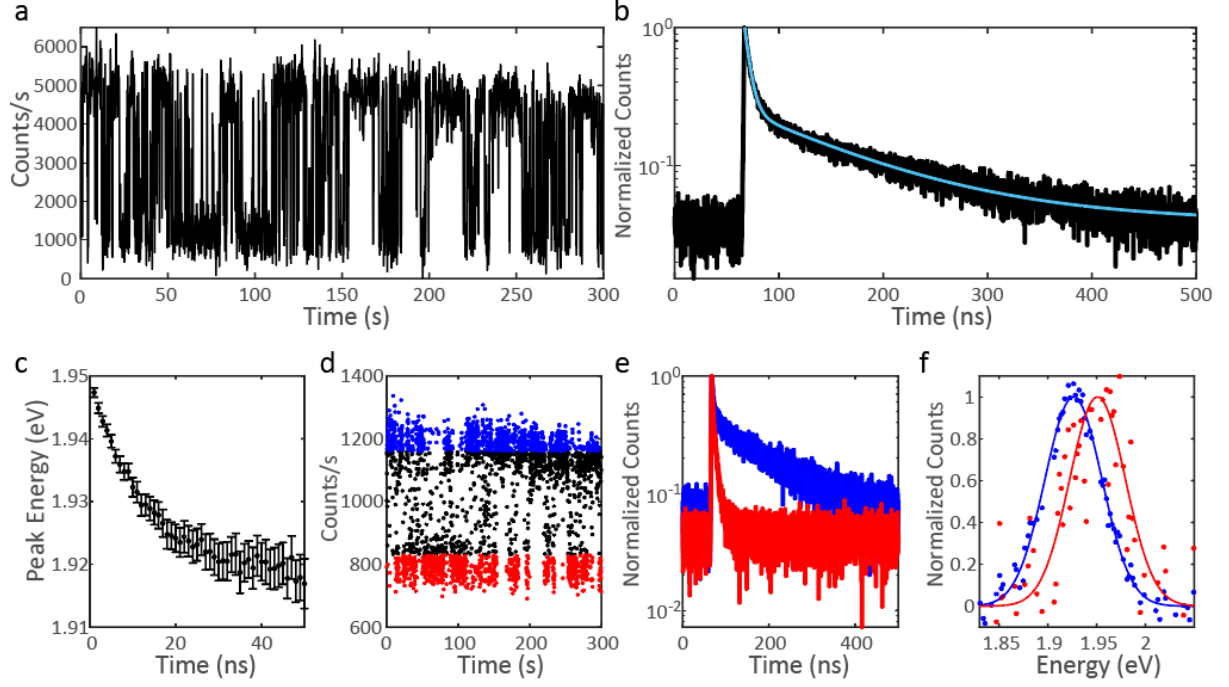 a
6000
5000
4000
3000
2000
1000
0
Counts/s
0 50 100 150 200 250 300
Time (s)
b
10^0
10^-1
Normalized Counts
0 100 200 300 400 500
Time (ns)
c
1.95
1.94
1.93
1.92
1.91
Peak Energy (eV)
0 20 40
Time (ns)
d
1400
1200
1000
800
600
Counts/s
0 100 200 300
Time (s)
e
10^0
10^-1
10^-2
Normalized Counts
0 200 400
Time (ns)
f
1
0.8
0.6
0.4
0.2
0
Normalized Counts
1.85 1.9 1.95 2
Energy (eV)